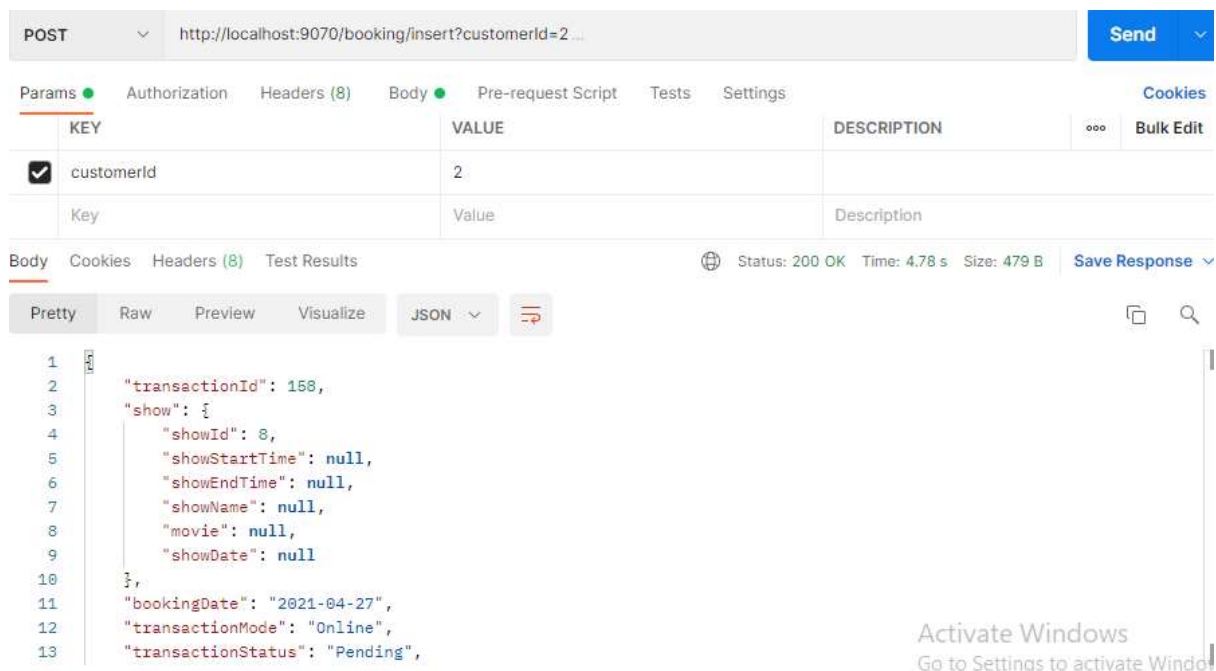 POST http://localhost:9070/booking/insert?customerId=2 ... Send
Params Authorization Headers (8) Body Pre-request Script Tests Settings Cookies
KEY VALUE DESCRIPTION ooo Bulk Edit
customerId 2
Key Value Description
Body Cookies Headers (8) Test Results Status: 200 OK Time: 4.78 s Size: 479 B Save Response
Pretty Raw Preview Visualize JSON
1 {
2 "transactionId": 158,
3 "show": {
4 "showId": 8,
5 "showStartTime": null,
6 "showEndTime": null,
7 "showName": null,
8 "movie": null,
9 "showDate": null
10 },
11 "bookingDate": "2021-04-27",
12 "transactionMode": "Online",
13 "transactionStatus": "Pending",
Activate Windows
Go to Settings to activate Window